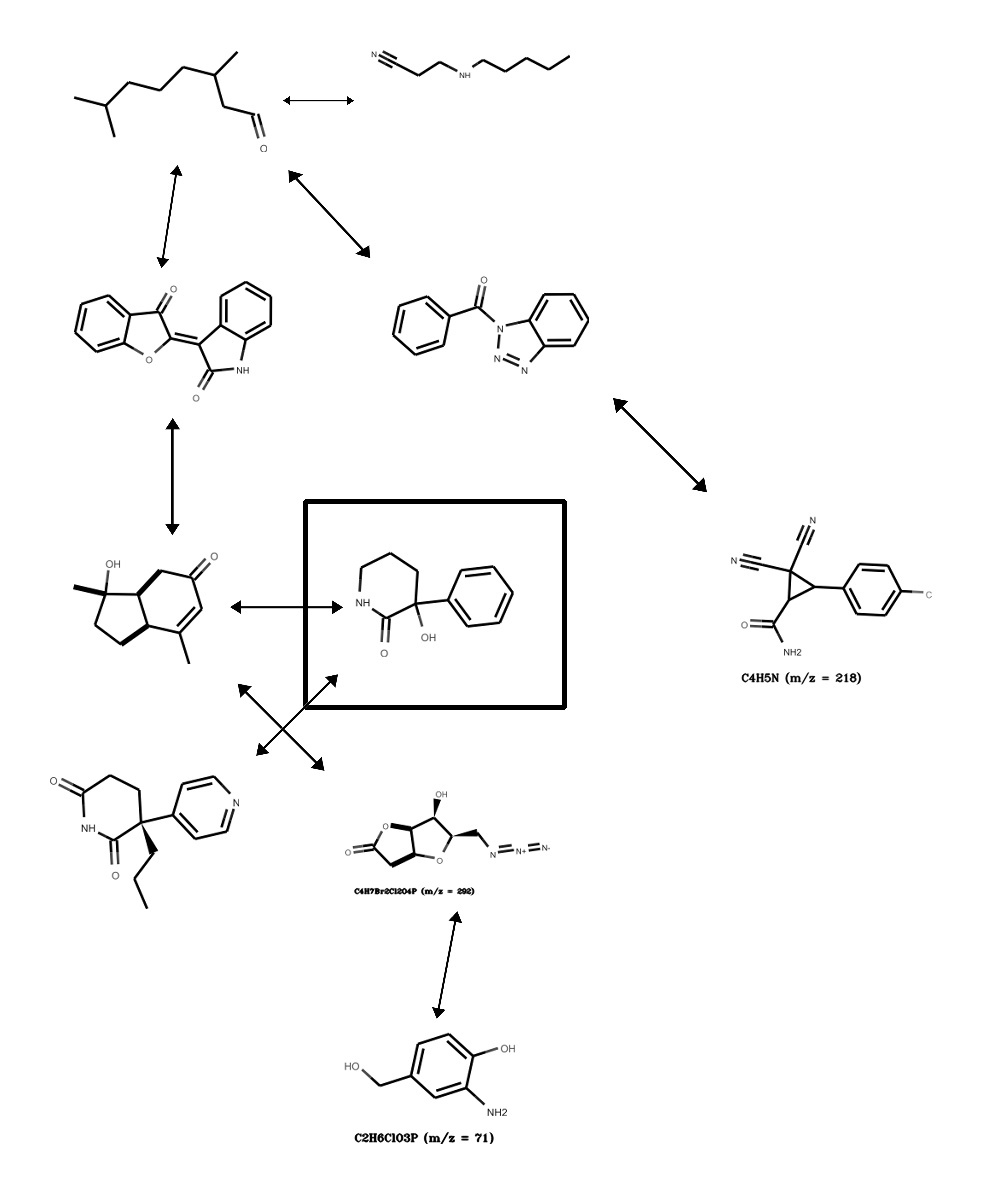 N
NH
O
O
O
O
N
N
N
O
O
NH
N
N
OH
O
C
NH
O
OH
O
NH2
C4H5N (m/z = 218)
O
N
NH
O
OH
O
O
O
N
N+
N-
C4H7Br2Cl2O4P (m/z = 292)
OH
HO
NH2
C2H6ClO3P (m/z = 71)